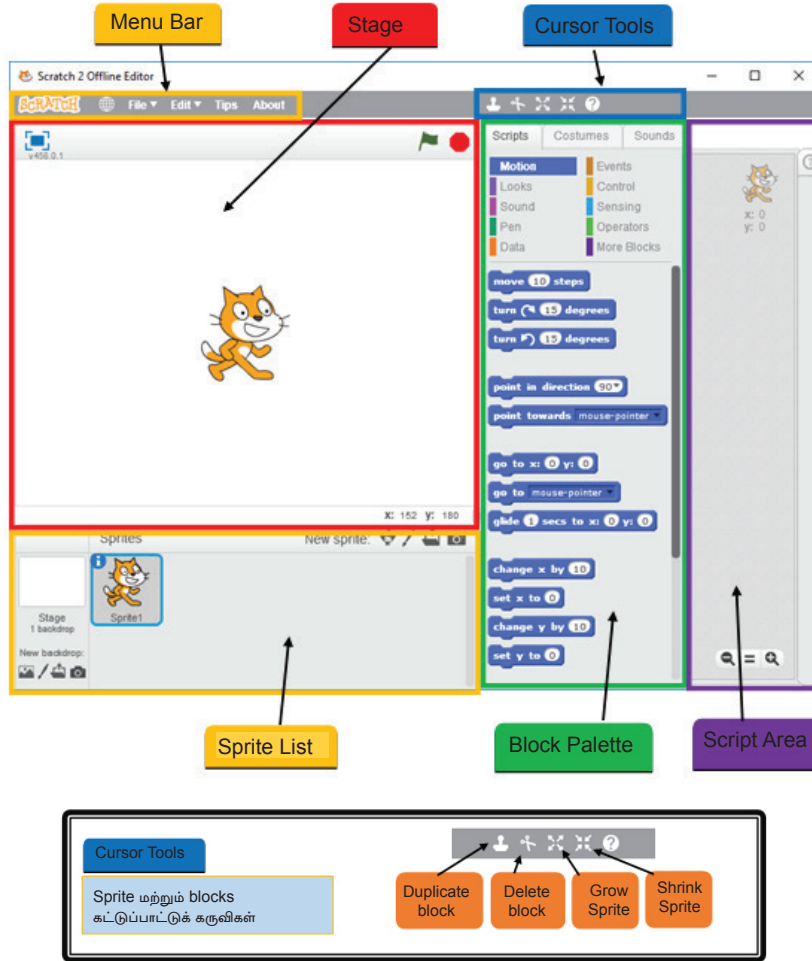 Menu Bar
Stage
Cursor Tools
Scratch 2 Offline Editor
SCRATCH File Edit Tips About
v456.0.1
Scripts Costumes Sounds
Motion Events
Looks Control
Sound Sensing
Pen Operators
Data More Blocks
x: 0
y: 0
move 10 steps
turn 15 degrees
turn 15 degrees
point in direction 90
point towards mouse-pointer
go to x: 0 y: 0
go to mouse-pointer
glide 1 secs to x: 0 y: 0
change x by 10
set x to 0
change y by 10
set y to 0
X: 152 Y: 180
Sprites New sprite:
Stage
1 backdrop
Sprite1
New backdrop:
Sprite List
Block Palette
Script Area
Cursor Tools
Sprite மற்றும் blocks
கட்டுப்பாட்டுக் கருவிகள்
Duplicate
block
Delete
block
Grow
Sprite
Shrink
Sprite